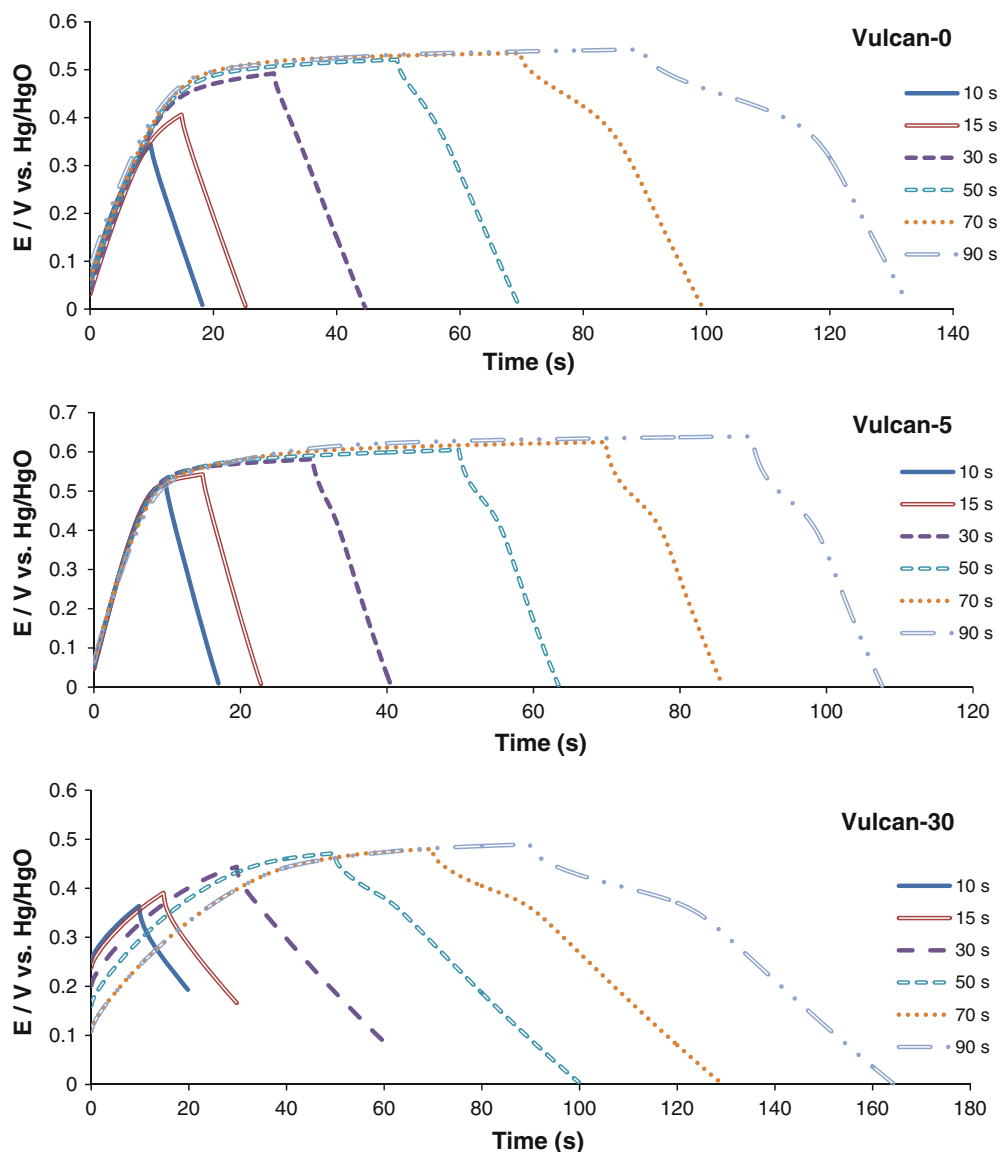 Vulcan-0
E / V vs. Hg/HgO
0.6
0.5
0.4
0.3
0.2
0.1
0
0 20 40 60 80 100 120 140
Time (s)
10 s
15 s
30 s
50 s
70 s
90 s
Vulcan-5
E / V vs. Hg/HgO
0.7
0.6
0.5
0.4
0.3
0.2
0.1
0
0 20 40 60 80 100 120
Time (s)
10 s
15 s
30 s
50 s
70 s
90 s
Vulcan-30
E / V vs. Hg/HgO
0.6
0.5
0.4
0.3
0.2
0.1
0
0 20 40 60 80 100 120 140 160 180
Time (s)
10 s
15 s
30 s
50 s
70 s
90 s